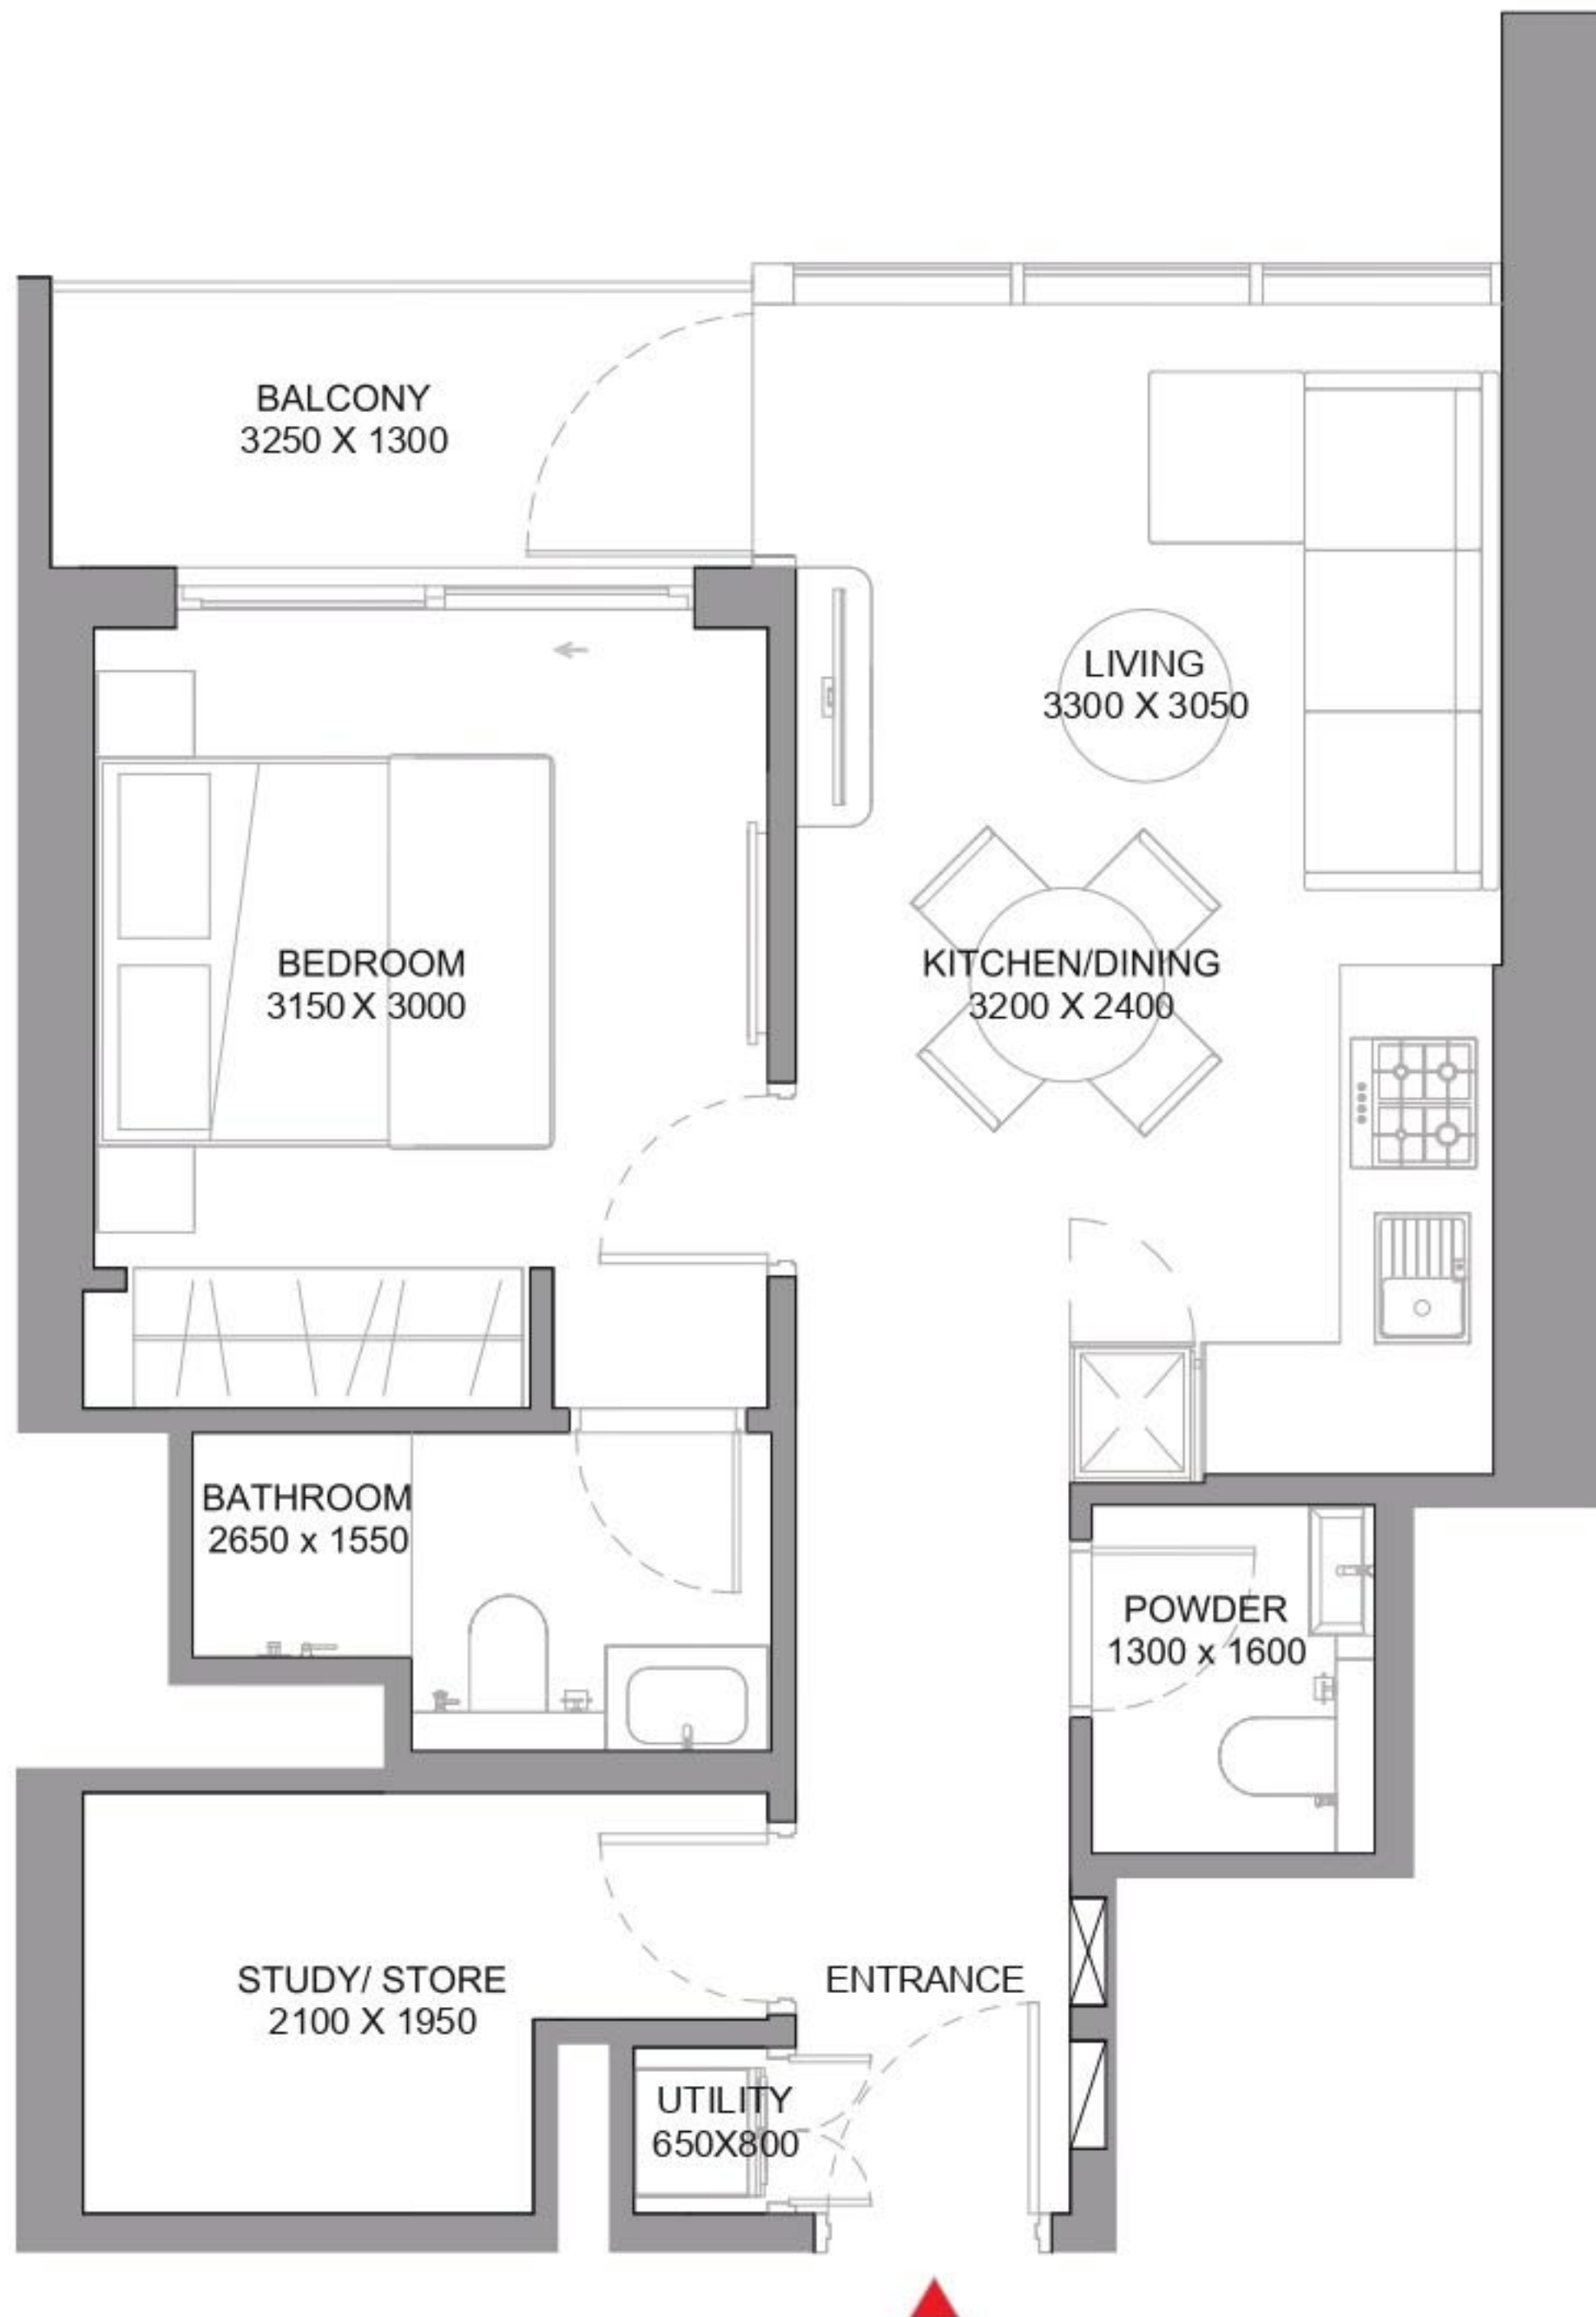 BALCONY
3250 X 1300
LIVING
3300 X 3050
BEDROOM
3150 X 3000
KITCHEN/DINING
3200 X 2400
BATHROOM
2650 x 1550
POWDER
1300 x 1600
STUDY/ STORE
2100 X 1950
ENTRANCE
UTILITY
650X800